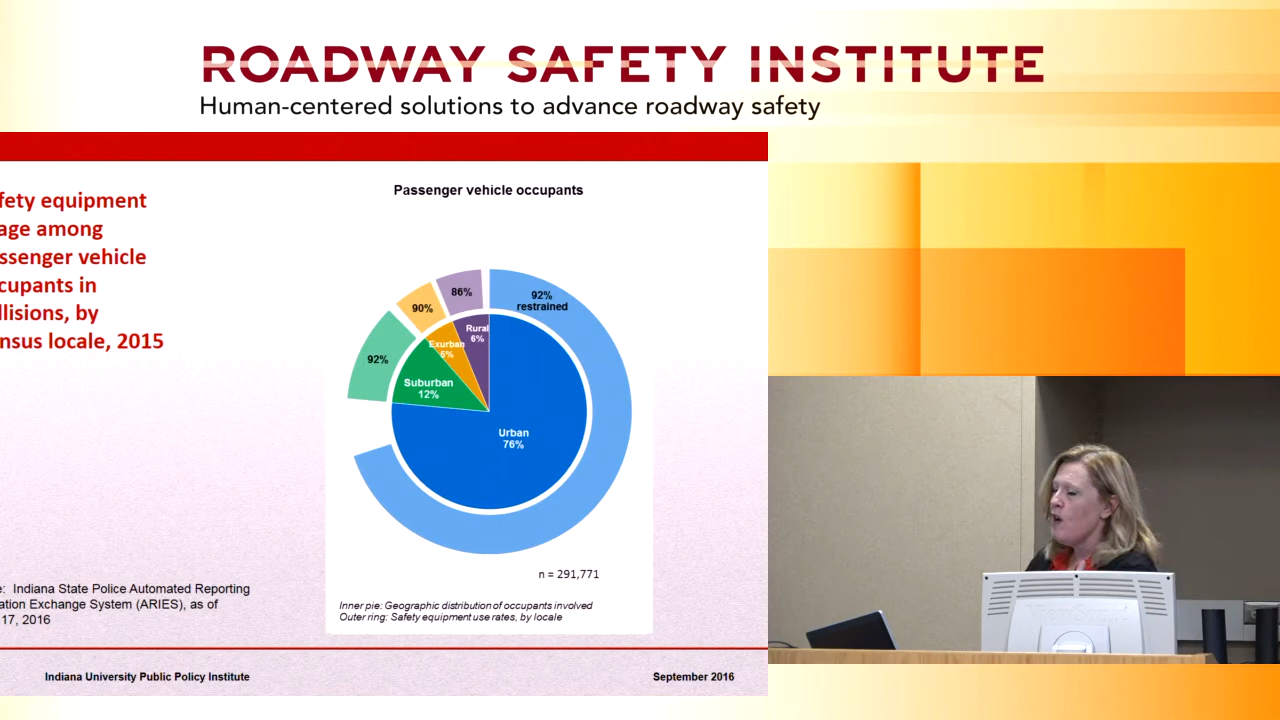 ROADWAY SAFETY INSTITUTE
Human-centered solutions to advance roadway safety
fety equipment
age among
ssenger vehicle
cupants in
llisions, by
nsus locale, 2015
Passenger vehicle occupants
92%
restrained
86%
90%
92%
Rural
6%
Exurban
6%
Suburban
12%
Urban
76%
n = 291,771
Inner pie: Geographic distribution of occupants involved
Outer ring: Safety equipment use rates, by locale
e: Indiana State Police Automated Reporting
ation Exchange System (ARIES), as of
17, 2016
Indiana University Public Policy Institute
September 2016